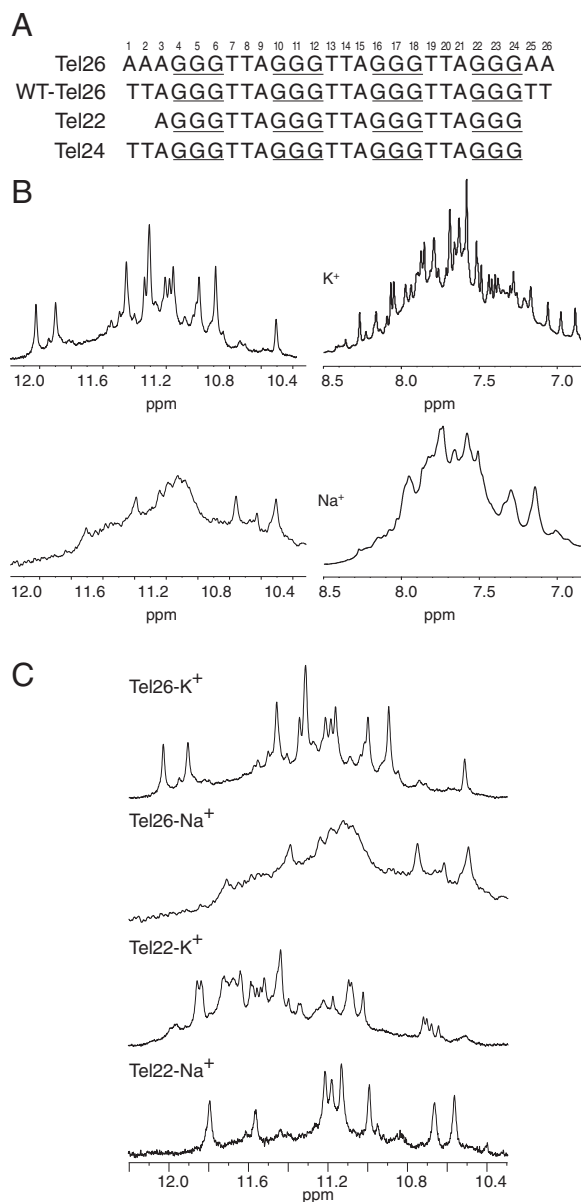 A
1 2 3 4 5 6 7 8 9 10 11 12 13 14 15 16 17 18 19 20 21 22 23 24 25 26
Tel26 AAAGGGTTAGGGTTAGGGTTAGGGAA
WT-Tel26 TTAGGGTTAGGGTTAGGGTTAGGGTT
Tel22 AGGGTTAGGGTTAGGGTTAGGG
Tel24 TTAGGGTTAGGGTTAGGGTTAGGG
B
K+
12.0 11.6 11.2 10.8 10.4 8.5 8.0 7.5 7.0
ppm ppm
Na+
12.0 11.6 11.2 10.8 10.4 8.5 8.0 7.5 7.0
ppm ppm
C
Tel26-K+
Tel26-Na+
Tel22-K+
Tel22-Na+
12.0 11.6 11.2 10.8 10.4
ppm